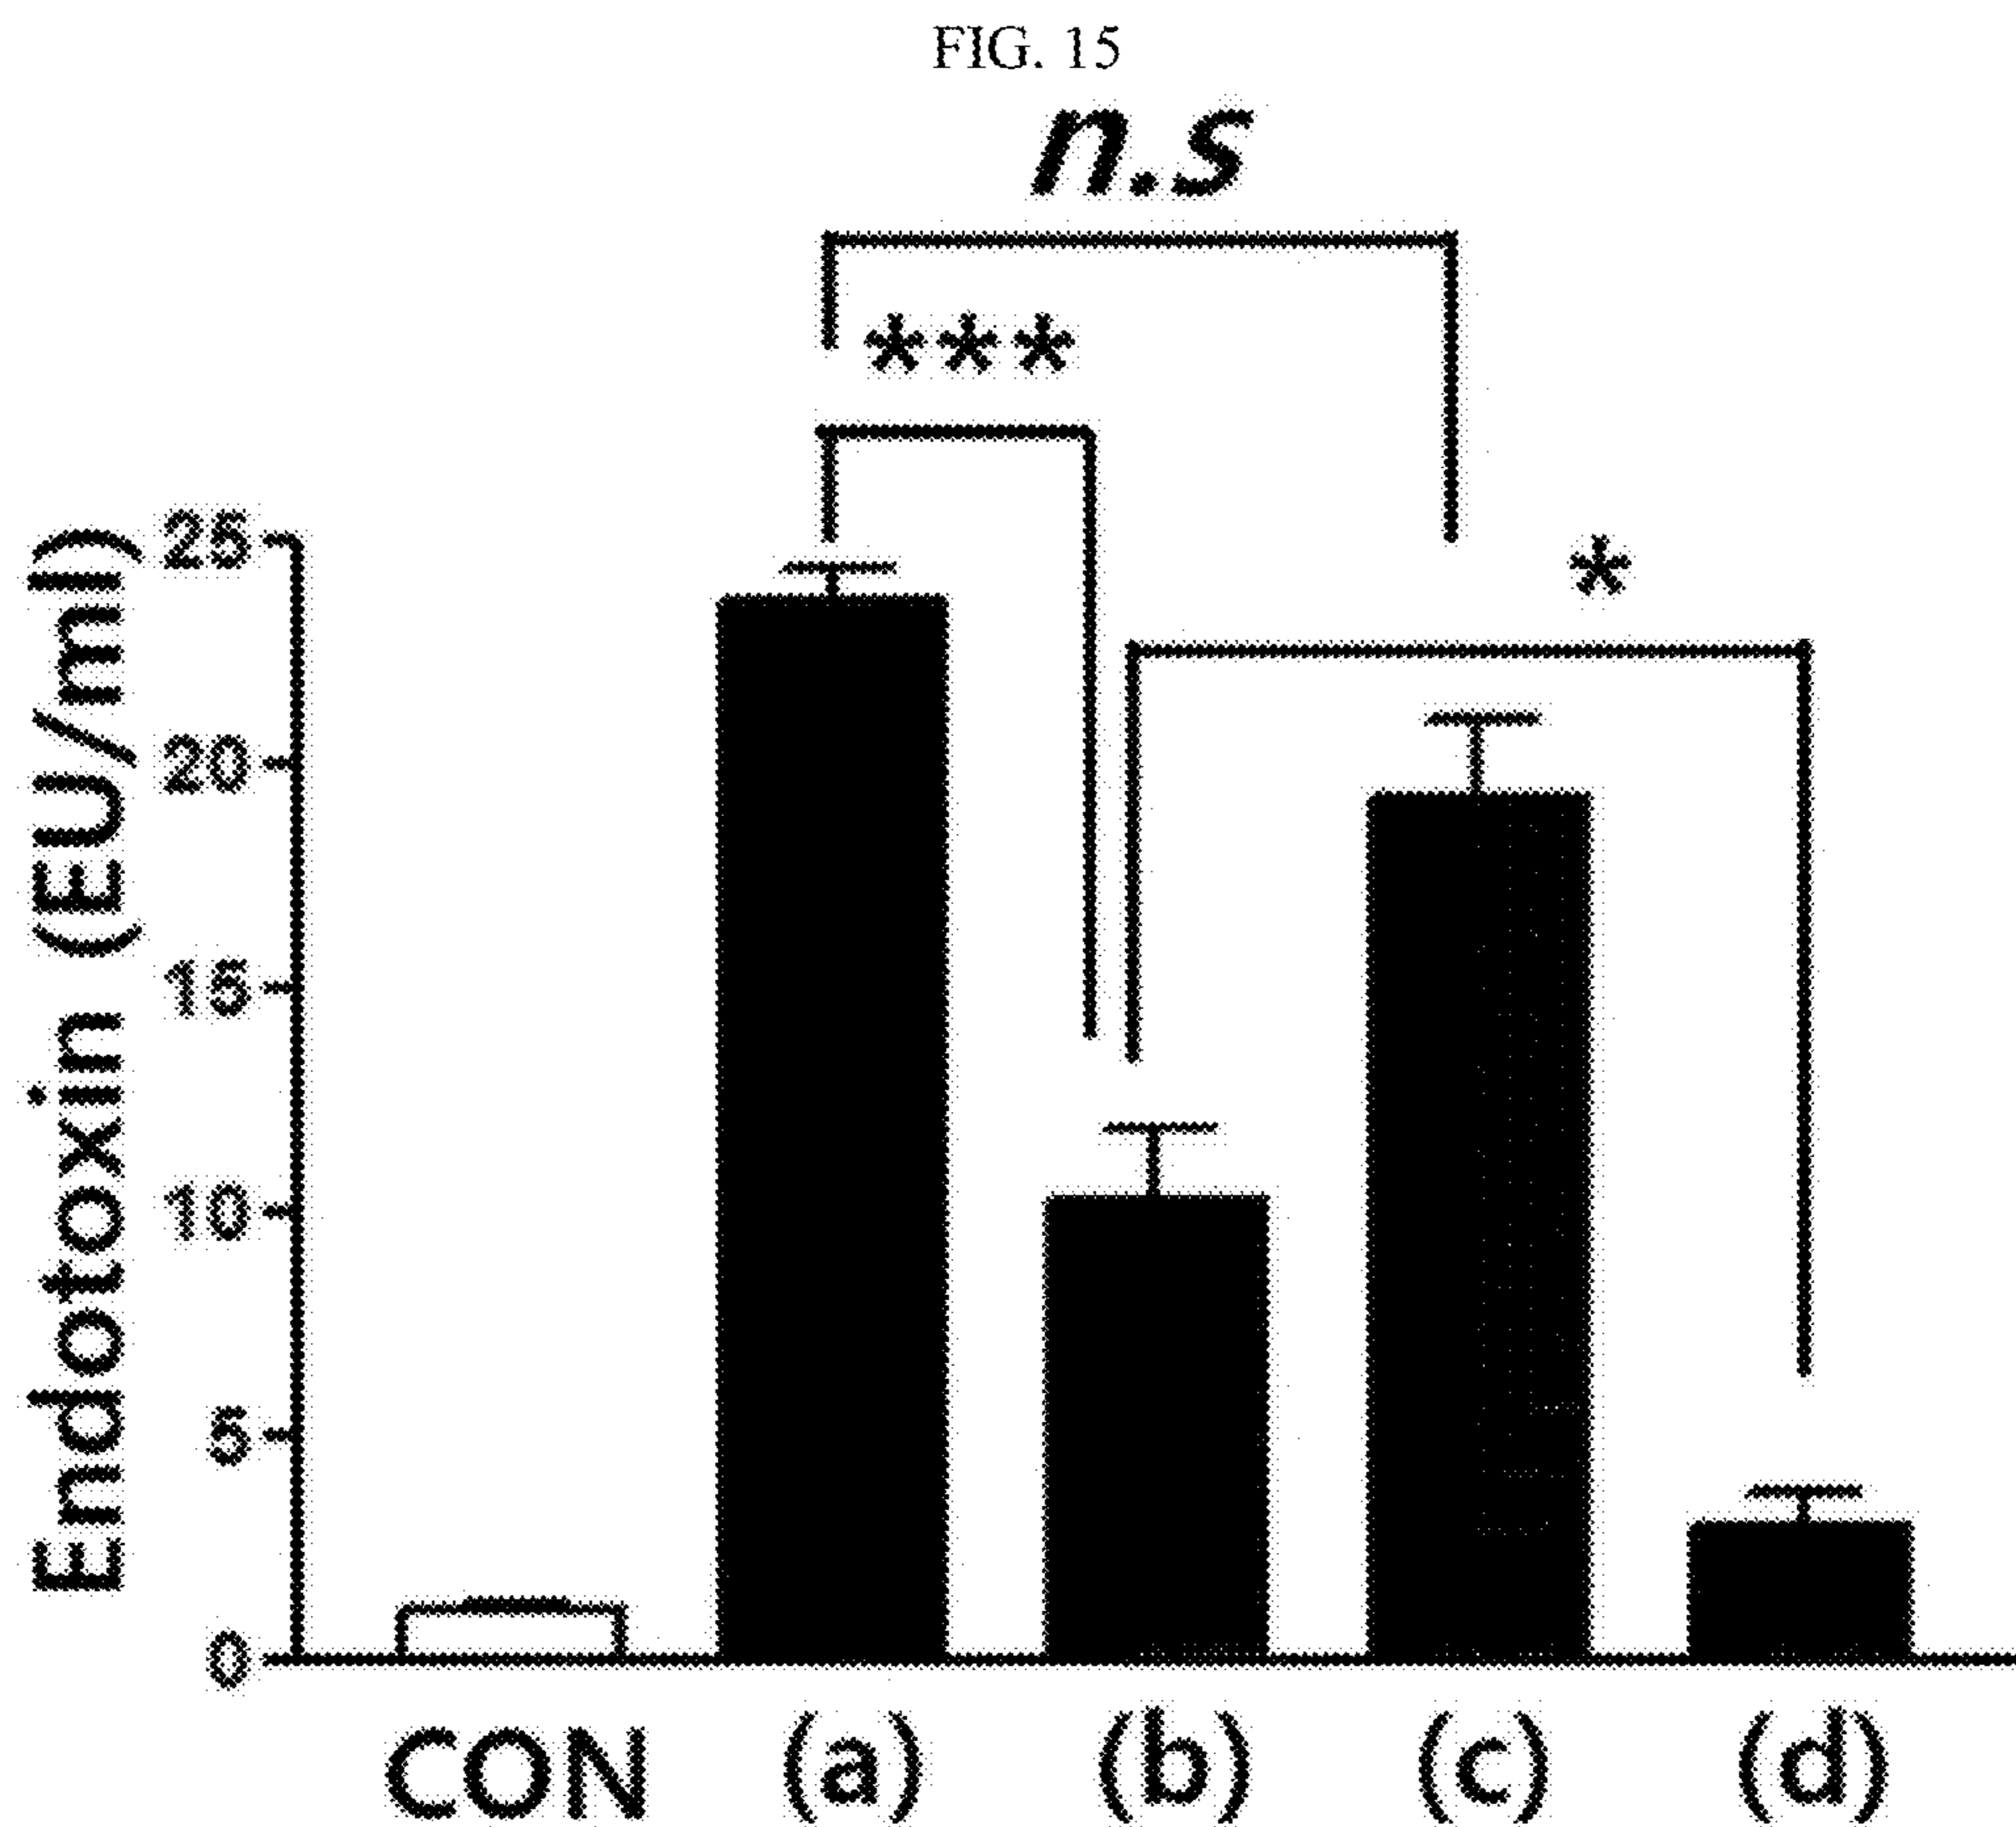 FIG. 15
n.s
***
*
Endotoxin (EU/ml)
25
20
15
10
5
0
CON (a) (b) (c) (d)